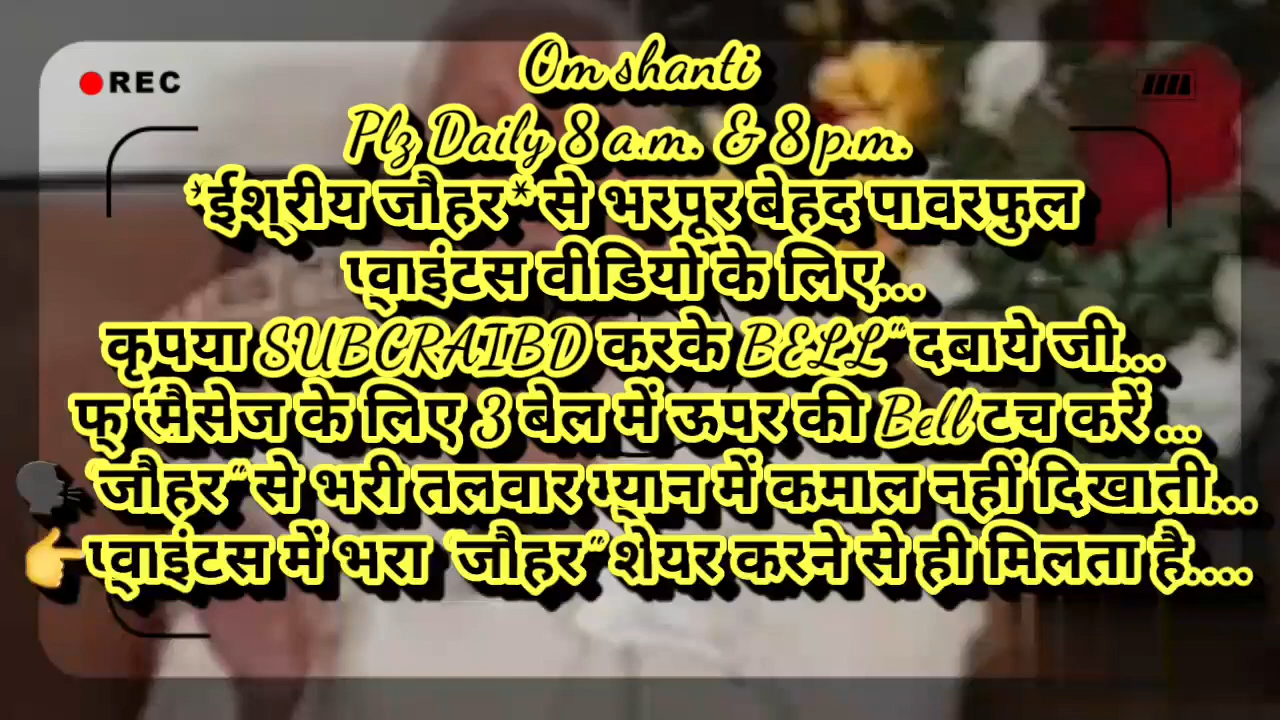 REC
Om shanti
Plz Daily 8 a.m. & 8 p.m.
*ईश्रीय जौहर* से भरपूर बेहद पावरफुल
प्वाइंटस वीडियो के लिए...
कृपया SUBCRAIBD करके BELL" दबाये जी...
मैसेज के लिए 3 बेल में ऊपर की Bell टच करें ...
"जौहर" से भरी तलवार म्यान में कमाल नहीं दिखाती...
प्वाइंटस में भरा "जौहर" शेयर करने से ही मिलता है....